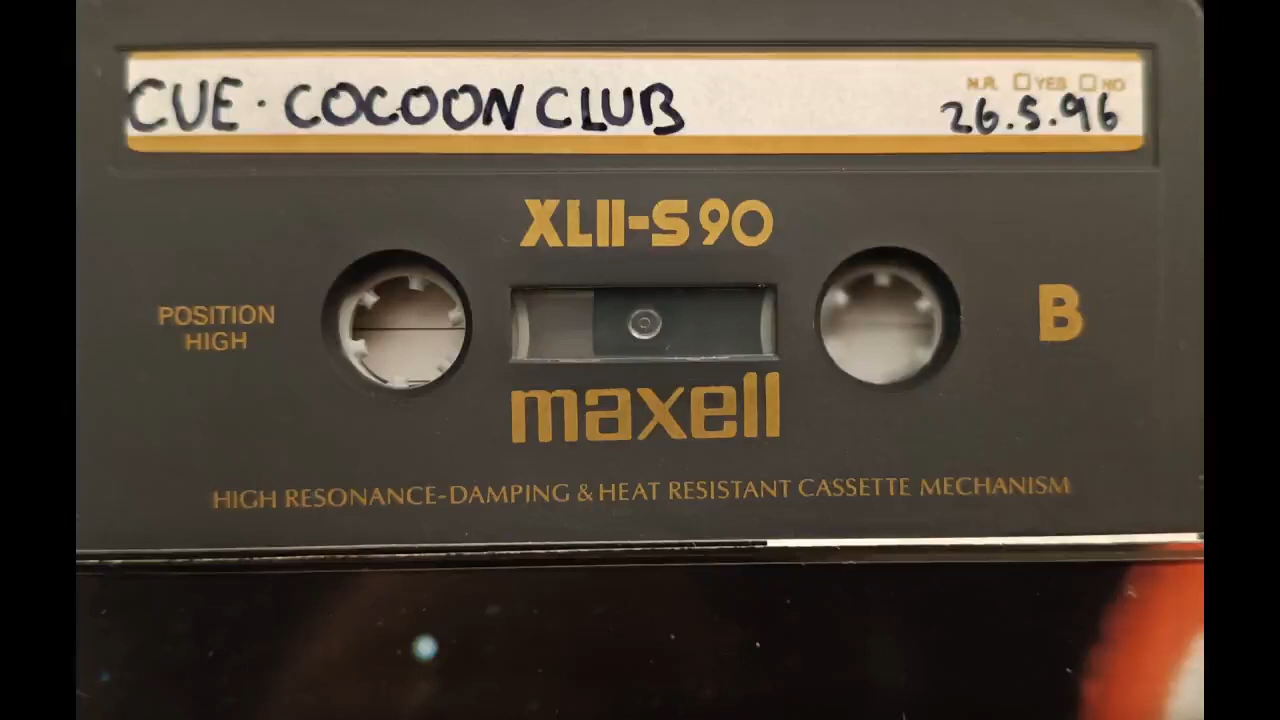 N.R. ☐ YES ☐ NO
CUE · COCOON CLUB 26.5.96
XLII-S 90
POSITION
HIGH
B
maxell
HIGH RESONANCE-DAMPING & HEAT RESISTANT CASSETTE MECHANISM